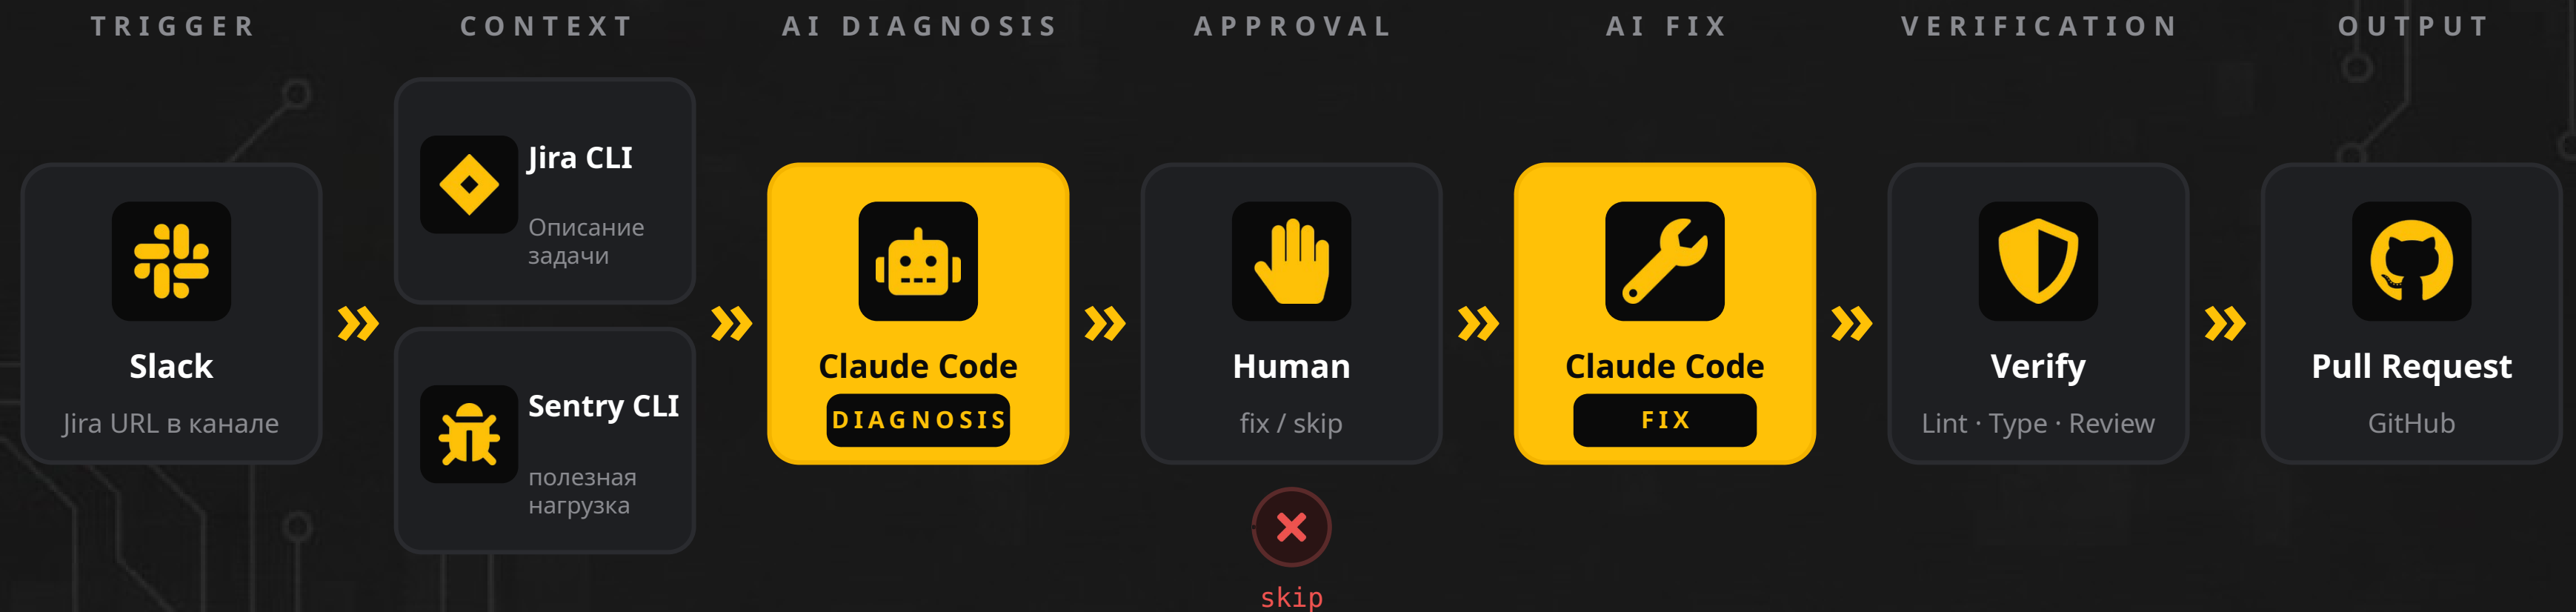 TRIGGER
CONTEXT
AI DIAGNOSIS
APPROVAL
AI FIX
VERIFICATION
OUTPUT
Slack
Jira URL в канале
Jira CLI
Описание
задачи
Sentry CLI
полезная
нагрузка
Claude Code
DIAGNOSIS
Human
fix / skip
skip
Claude Code
FIX
Verify
Lint · Type · Review
Pull Request
GitHub